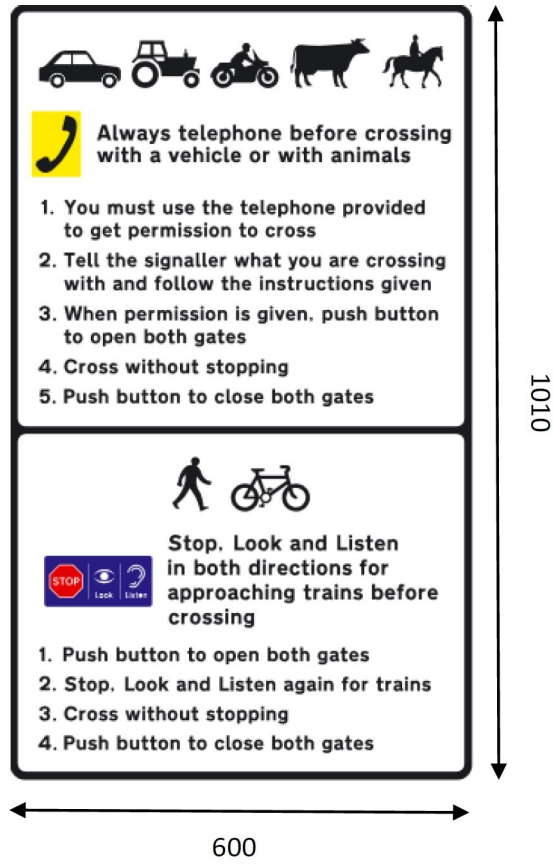 Always telephone before crossing
with a vehicle or with animals
1. You must use the telephone provided
to get permission to cross
2. Tell the signaller what you are crossing
with and follow the instructions given
3. When permission is given, push button
to open both gates
4. Cross without stopping
5. Push button to close both gates
Stop, Look and Listen
in both directions for
approaching trains before
crossing
STOP
Look
Listen
1. Push button to open both gates
2. Stop, Look and Listen again for trains
3. Cross without stopping
4. Push button to close both gates
1010
600